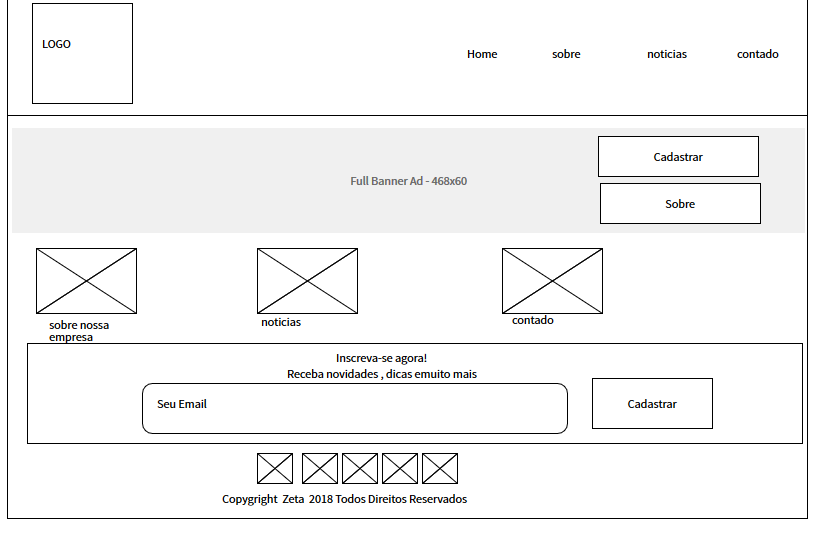 LOGO
Home sobre noticias contado
Cadastrar
Full Banner Ad - 468x60
Sobre
sobre nossa
empresa
noticias
contado
Inscreva-se agora!
Receba novidades , dicas emuito mais
Seu Email
Cadastrar
Copygright Zeta 2018 Todos Direitos Reservados